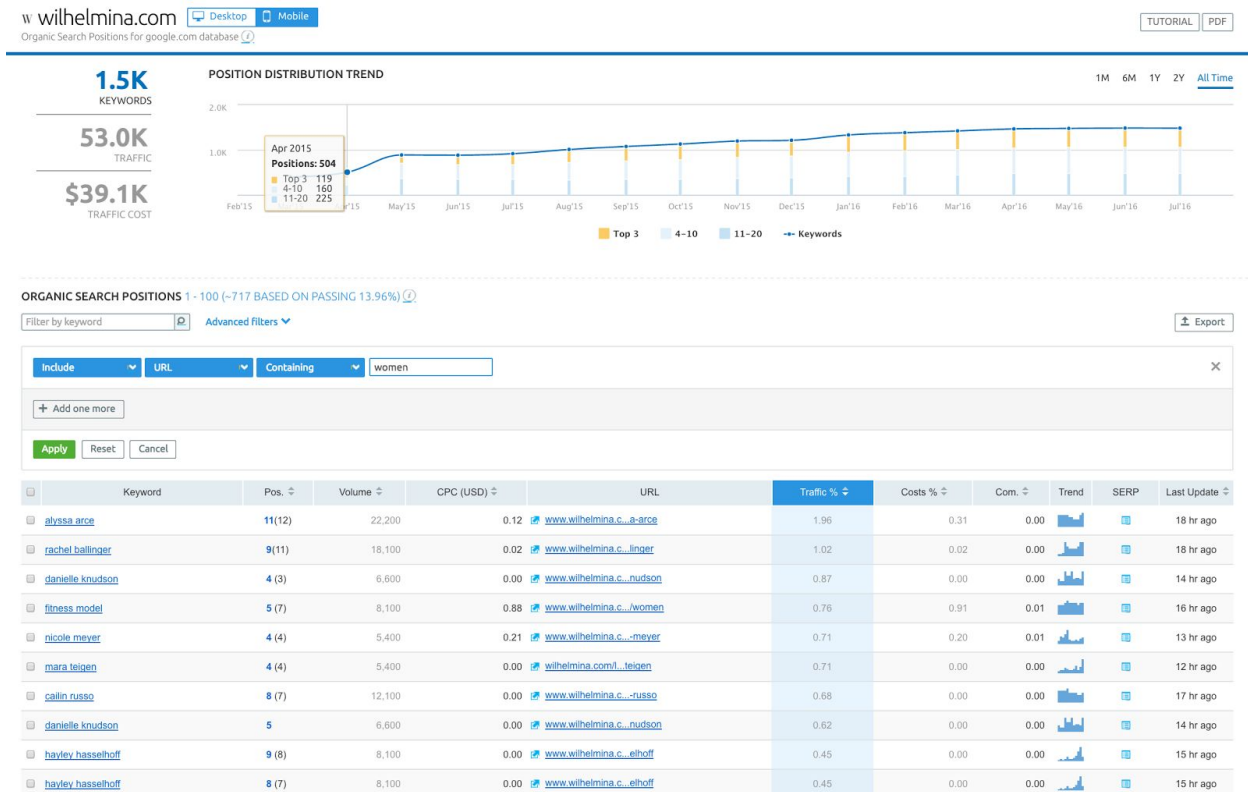 w wilhelmina.com Desktop Mobile
TUTORIAL PDF
Organic Search Positions for google.com database i
1.5K
KEYWORDS
53.0K
TRAFFIC
$39.1K
TRAFFIC COST
POSITION DISTRIBUTION TREND
1M 6M 1Y 2Y All Time
2.0K
1.0K
Apr 2015
Positions: 504
Top 3 119
4-10 160
11-20 225
Feb'15 r'15 May'15 Jun'15 Jul'15 Aug'15 Sep'15 Oct'15 Nov'15 Dec'15 Jan'16 Feb'16 Mar'16 Apr'16 May'16 Jun'16 Jul'16
Top 3 4-10 11-20 Keywords
ORGANIC SEARCH POSITIONS 1 - 100 (~717 BASED ON PASSING 13.96%) i
Filter by keyword Advanced filters Export
Include URL Containing women
+ Add one more
Apply Reset Cancel
Keyword Pos. Volume CPC (USD) URL Traffic % Costs % Com. Trend SERP Last Update
alyssa arce 11(12) 22,200 0.12 www.wilhelmina.c...a-arce 1.96 0.31 0.00 18 hr ago
rachel ballinger 9(11) 18,100 0.02 www.wilhelmina.c...linger 1.02 0.02 0.00 18 hr ago
danielle knudson 4 (3) 6,600 0.00 www.wilhelmina.c...nudson 0.87 0.00 0.00 14 hr ago
fitness model 5 (7) 8,100 0.88 www.wilhelmina.c.../women 0.76 0.91 0.01 16 hr ago
nicole meyer 4 (4) 5,400 0.21 www.wilhelmina.c...-meyer 0.71 0.20 0.01 13 hr ago
mara teigen 4 (4) 5,400 0.00 wilhelmina.com/l...teigen 0.71 0.00 0.00 12 hr ago
cailin russo 8 (7) 12,100 0.00 www.wilhelmina.c...-russo 0.68 0.00 0.00 17 hr ago
danielle knudson 5 6,600 0.00 www.wilhelmina.c...nudson 0.62 0.00 0.00 14 hr ago
hayley hasselhoff 9 (8) 8,100 0.00 www.wilhelmina.c...elhoff 0.45 0.00 0.00 15 hr ago
hayley hasselhoff 8 (7) 8,100 0.00 www.wilhelmina.c...elhoff 0.45 0.00 0.00 15 hr ago